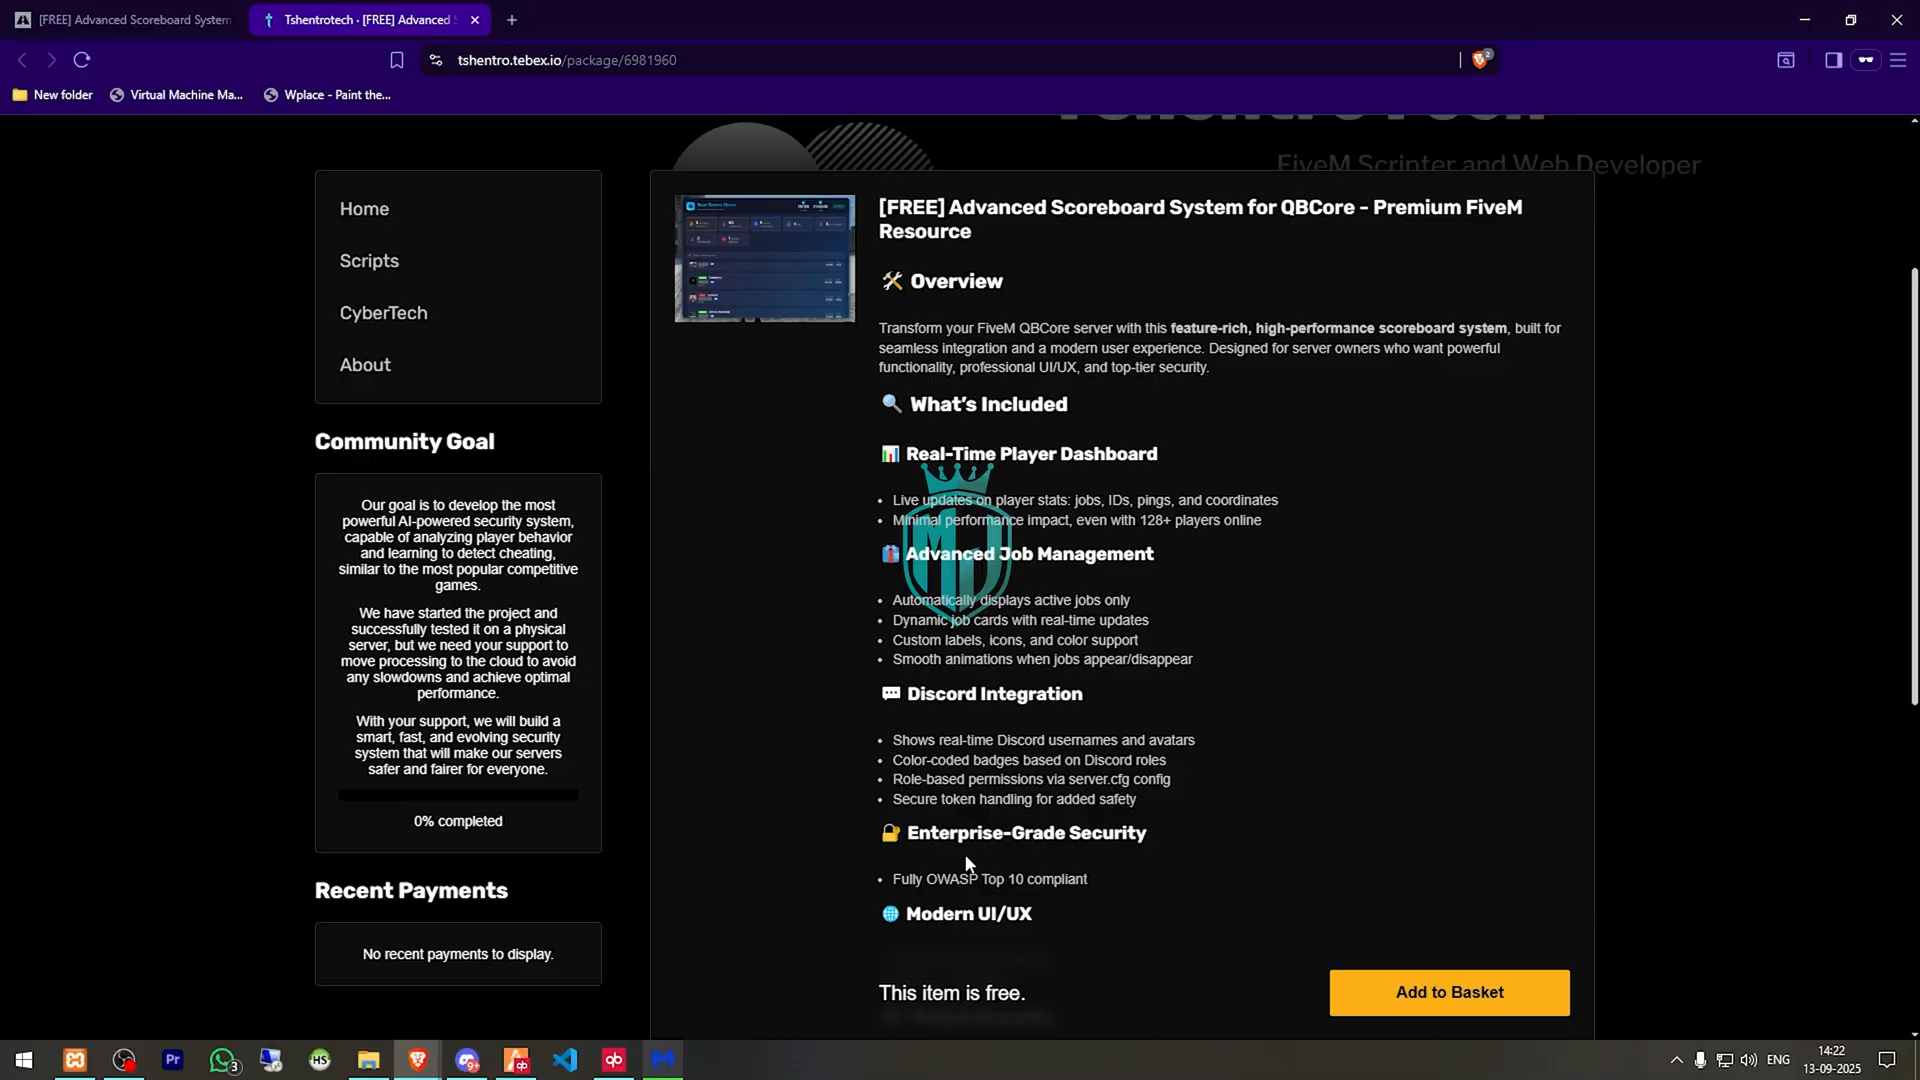 [FREE] Advanced Scoreboard System
Tshentrotech · [FREE] Advanced S
tshentro.tebex.io/package/6981960
2
New folder
Virtual Machine Ma...
Wplace - Paint the...
FiveM Scripter and Web Developer
Home
Scripts
CyberTech
About
Community Goal
Our goal is to develop the most
powerful AI-powered security system,
capable of analyzing player behavior
and learning to detect cheating,
similar to the most popular competitive
games.
We have started the project and
successfully tested it on a physical
server, but we need your support to
move processing to the cloud to avoid
any slowdowns and achieve optimal
performance.
With your support, we will build a
smart, fast, and evolving security
system that will make our servers
safer and fairer for everyone.
0% completed
Recent Payments
No recent payments to display.
[FREE] Advanced Scoreboard System for QBCore - Premium FiveM
Resource
🛠️ Overview
Transform your FiveM QBCore server with this feature-rich, high-performance scoreboard system, built for
seamless integration and a modern user experience. Designed for server owners who want powerful
functionality, professional UI/UX, and top-tier security.
🔍 What's Included
📊 Real-Time Player Dashboard
• Live updates on player stats: jobs, IDs, pings, and coordinates
• Minimal performance impact, even with 128+ players online
👔 Advanced Job Management
• Automatically displays active jobs only
• Dynamic job cards with real-time updates
• Custom labels, icons, and color support
• Smooth animations when jobs appear/disappear
💬 Discord Integration
• Shows real-time Discord usernames and avatars
• Color-coded badges based on Discord roles
• Role-based permissions via server.cfg config
• Secure token handling for added safety
🔐 Enterprise-Grade Security
• Fully OWASP Top 10 compliant
🌐 Modern UI/UX
This item is free.
Add to Basket
Pr
3
HS
9+
qb
qb
ENG
14:22
13-09-2025